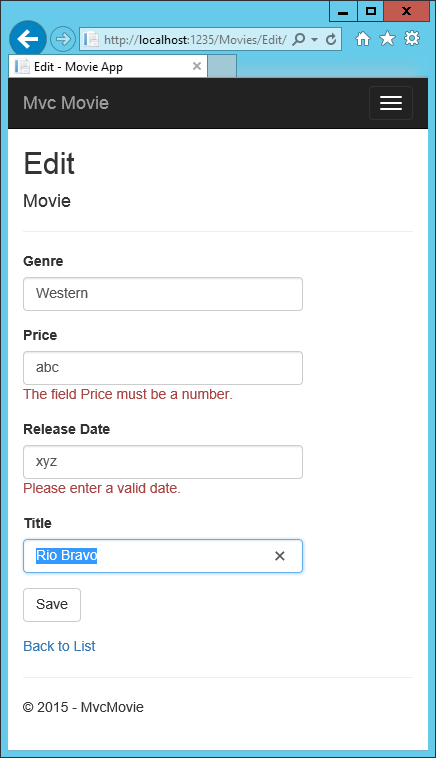 http://localhost:1235/Movies/Edit/
Edit - Movie App
Mvc Movie
Edit
Movie
Genre
Western
Price
abc
The field Price must be a number.
Release Date
xyz
Please enter a valid date.
Title
Rio Bravo
Save
Back to List
© 2015 - MvcMovie